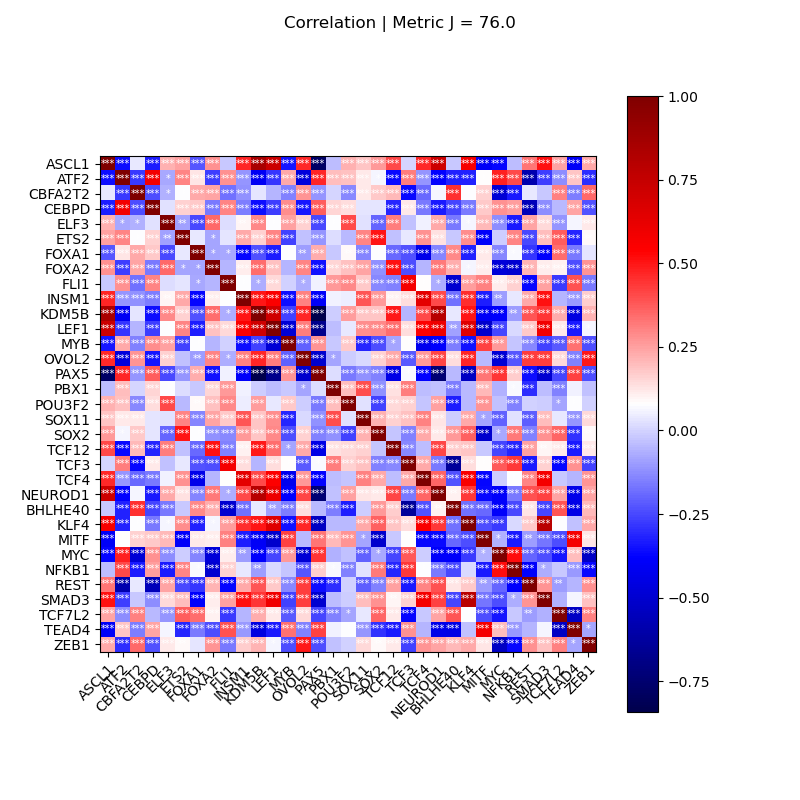 Correlation | Metric J = 76.0
ASCL1
ATF2
CBFA2T2
CEBPD
ELF3
ETS2
FOXA1
FOXA2
FLI1
INSM1
KDM5B
LEF1
MYB
OVOL2
PAX5
PBX1
POU3F2
SOX11
SOX2
TCF12
TCF3
TCF4
NEUROD1
BHLHE40
KLF4
MITF
MYC
NFKB1
REST
SMAD3
TCF7L2
TEAD4
ZEB1
ASCL1 ATF2 CBFA2T2 CEBPD ELF3 ETS2 FOXA1 FOXA2 FLI1 INSM1 KDM5B LEF1 MYB OVOL2 PAX5 PBX1 POU3F2 SOX11 SOX2 TCF12 TCF3 TCF4 NEUROD1 BHLHE40 KLF4 MITF MYC NFKB1 REST SMAD3 TCF7L2 TEAD4 ZEB1
1.00
0.75
0.50
0.25
0.00
−0.25
−0.50
−0.75